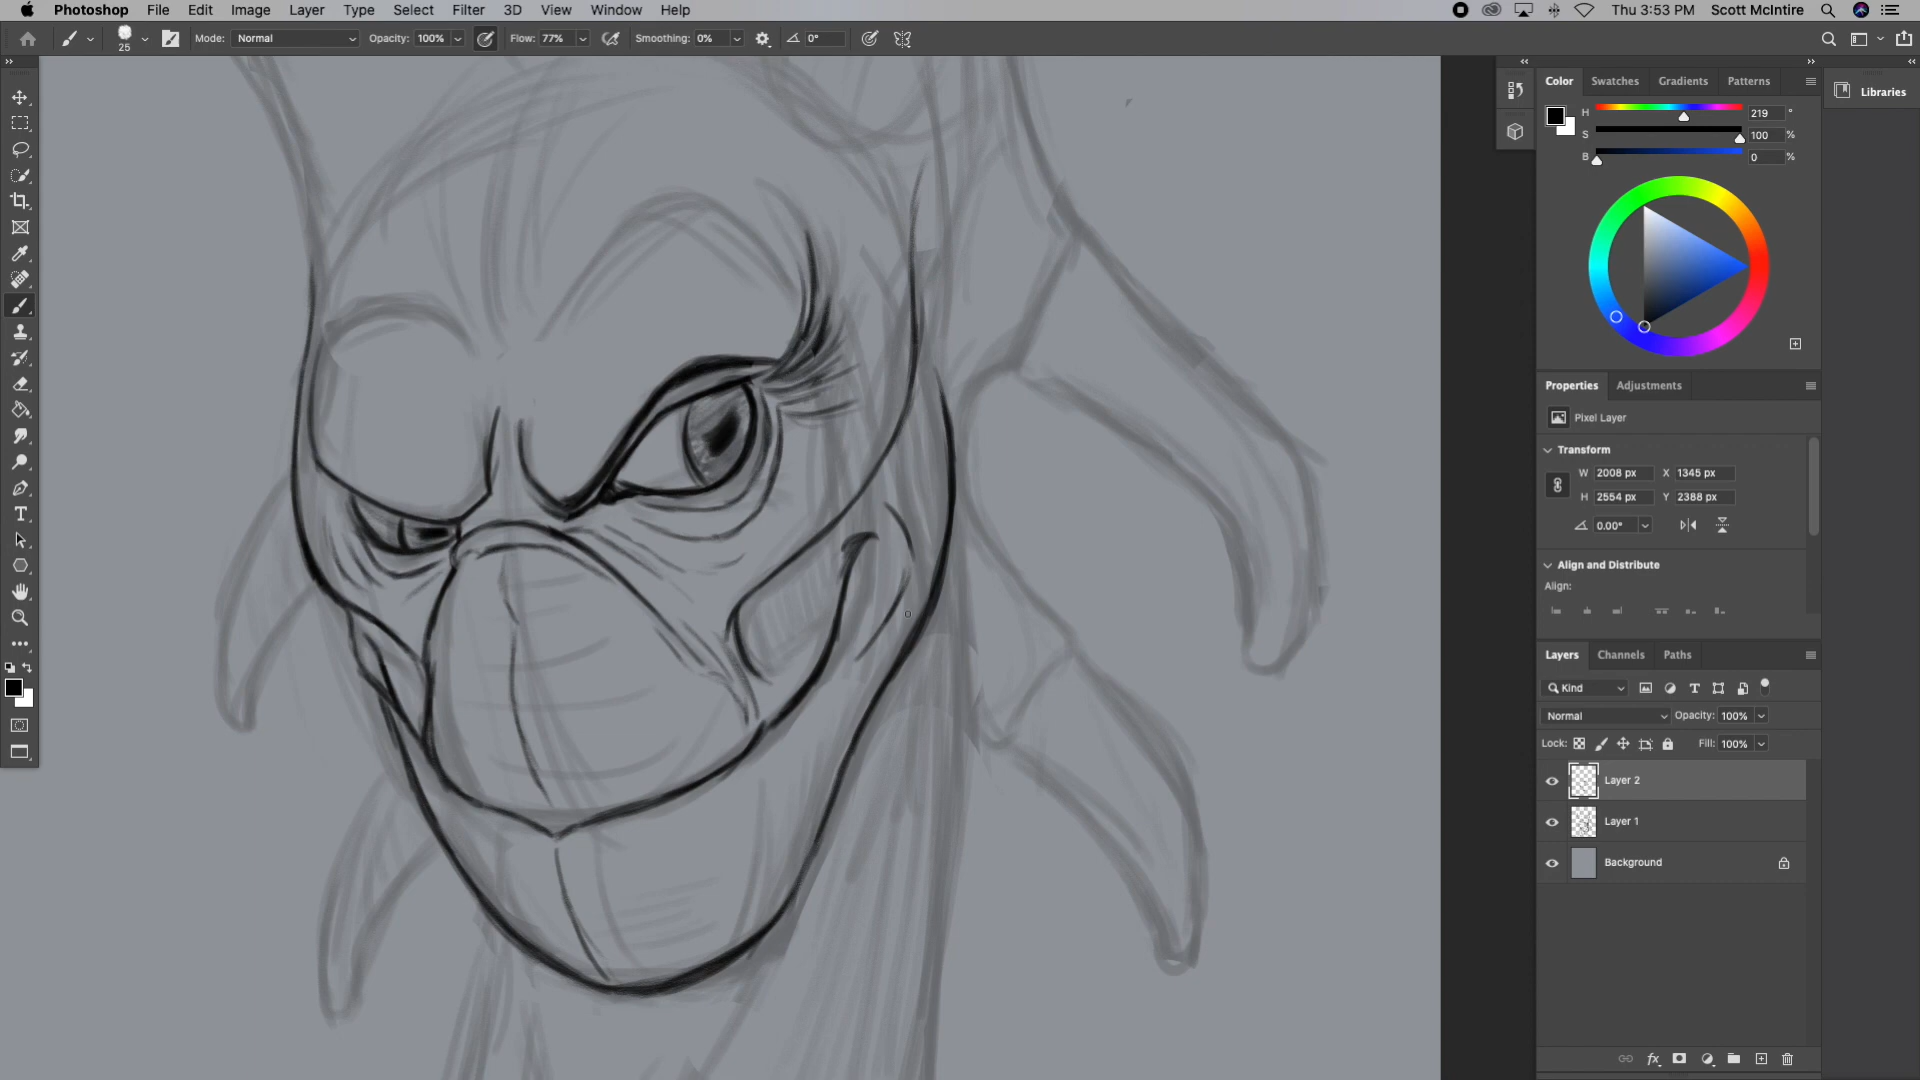 Photoshop File Edit Image Layer Type Select Filter 3D View Window Help Thu 3:53 PM Scott McIntire
25 Mode: Normal Opacity: 100% Flow: 77% Smoothing: 0% 0°
Color Swatches Gradients Patterns Libraries
H 219 °
S 100 %
B 0 %
Properties Adjustments
Pixel Layer
Transform
W 2008 px X 1345 px
H 2554 px Y 2388 px
0.00°
Align and Distribute
Align:
Layers Channels Paths
Kind
Normal Opacity: 100%
Lock: Fill: 100%
Layer 2
Layer 1
Background